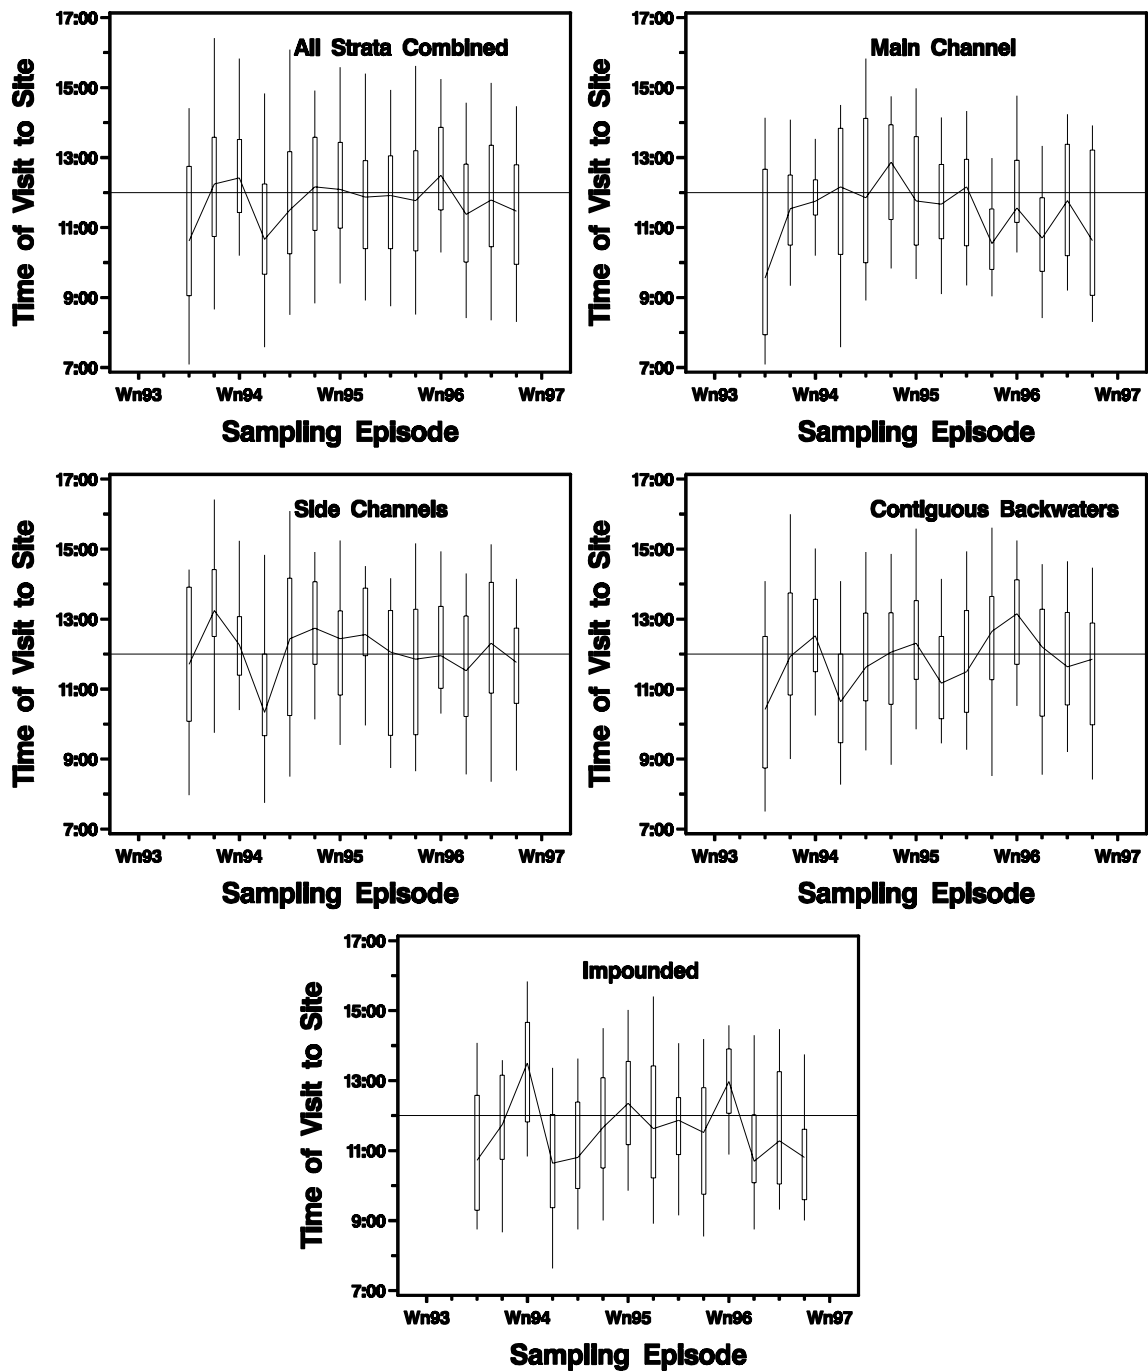 All Strata Combined
Time of Visit to Site
17:00
15:00
13:00
11:00
9:00
7:00
Wn93 Wn94 Wn95 Wn96 Wn97
Sampling Episode
Main Channel
Time of Visit to Site
17:00
15:00
13:00
11:00
9:00
7:00
Wn93 Wn94 Wn95 Wn96 Wn97
Sampling Episode
Side Channels
Time of Visit to Site
17:00
15:00
13:00
11:00
9:00
7:00
Wn93 Wn94 Wn95 Wn96 Wn97
Sampling Episode
Contiguous Backwaters
Time of Visit to Site
17:00
15:00
13:00
11:00
9:00
7:00
Wn93 Wn94 Wn95 Wn96 Wn97
Sampling Episode
Impounded
Time of Visit to Site
17:00
15:00
13:00
11:00
9:00
7:00
Wn93 Wn94 Wn95 Wn96 Wn97
Sampling Episode